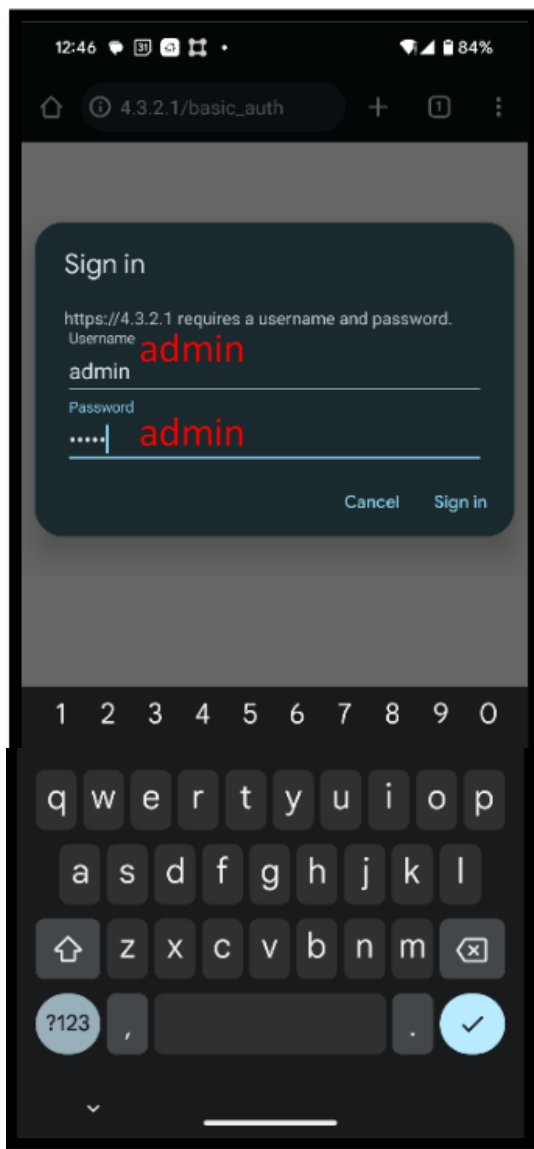 12:46 31 84%
4.3.2.1/basic_auth 1
Sign in
https://4.3.2.1 requires a username and password.
Username admin
admin
Password
••••• admin
Cancel Sign in
1 2 3 4 5 6 7 8 9 0
q w e r t y u i o p
a s d f g h j k l
z x c v b n m
?123 , .